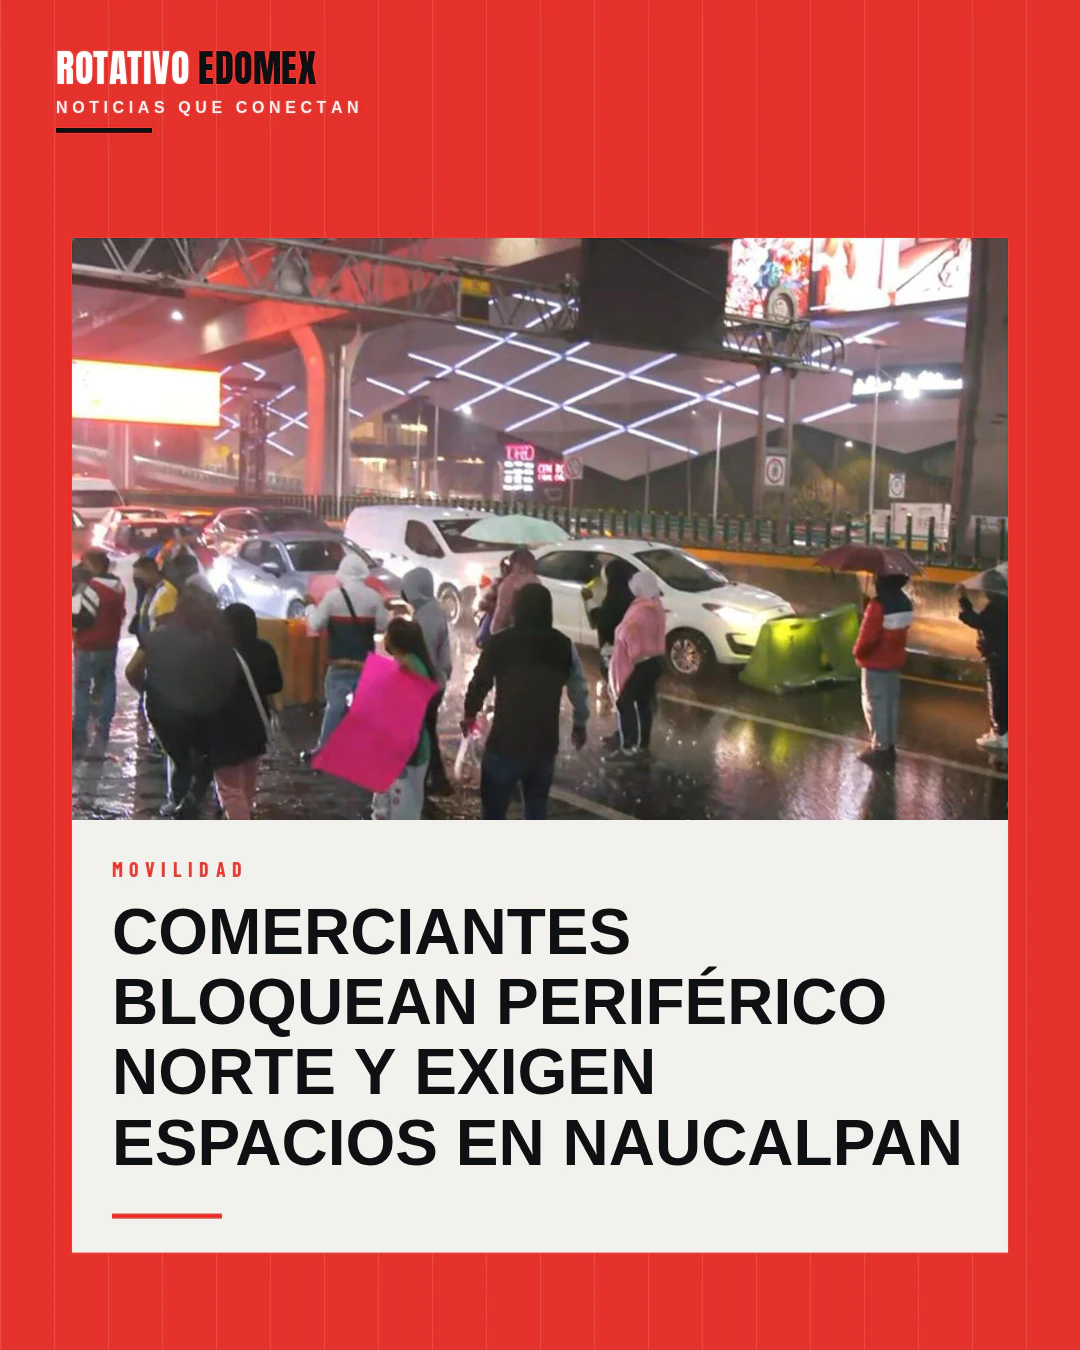 ROTATIVO EDOMEX
NOTICIAS QUE CONECTAN
MOVILIDAD
COMERCIANTES
BLOQUEAN PERIFÉRICO
NORTE Y EXIGEN
ESPACIOS EN NAUCALPAN